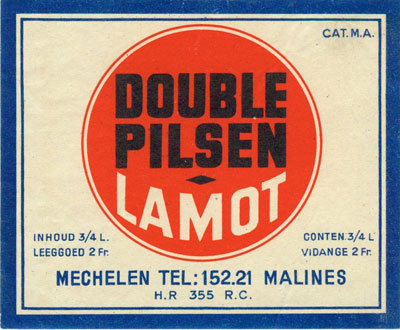 CAT. M.A.
DOUBLE
PILSEN
LAMOT
INHOUD 3/4 L.
LEEGGOED 2 Fr.
CONTEN. 3/4 L
VIDANGE 2 Fr.
MECHELEN TEL: 152.21 MALINES
H.R 355 R.C.